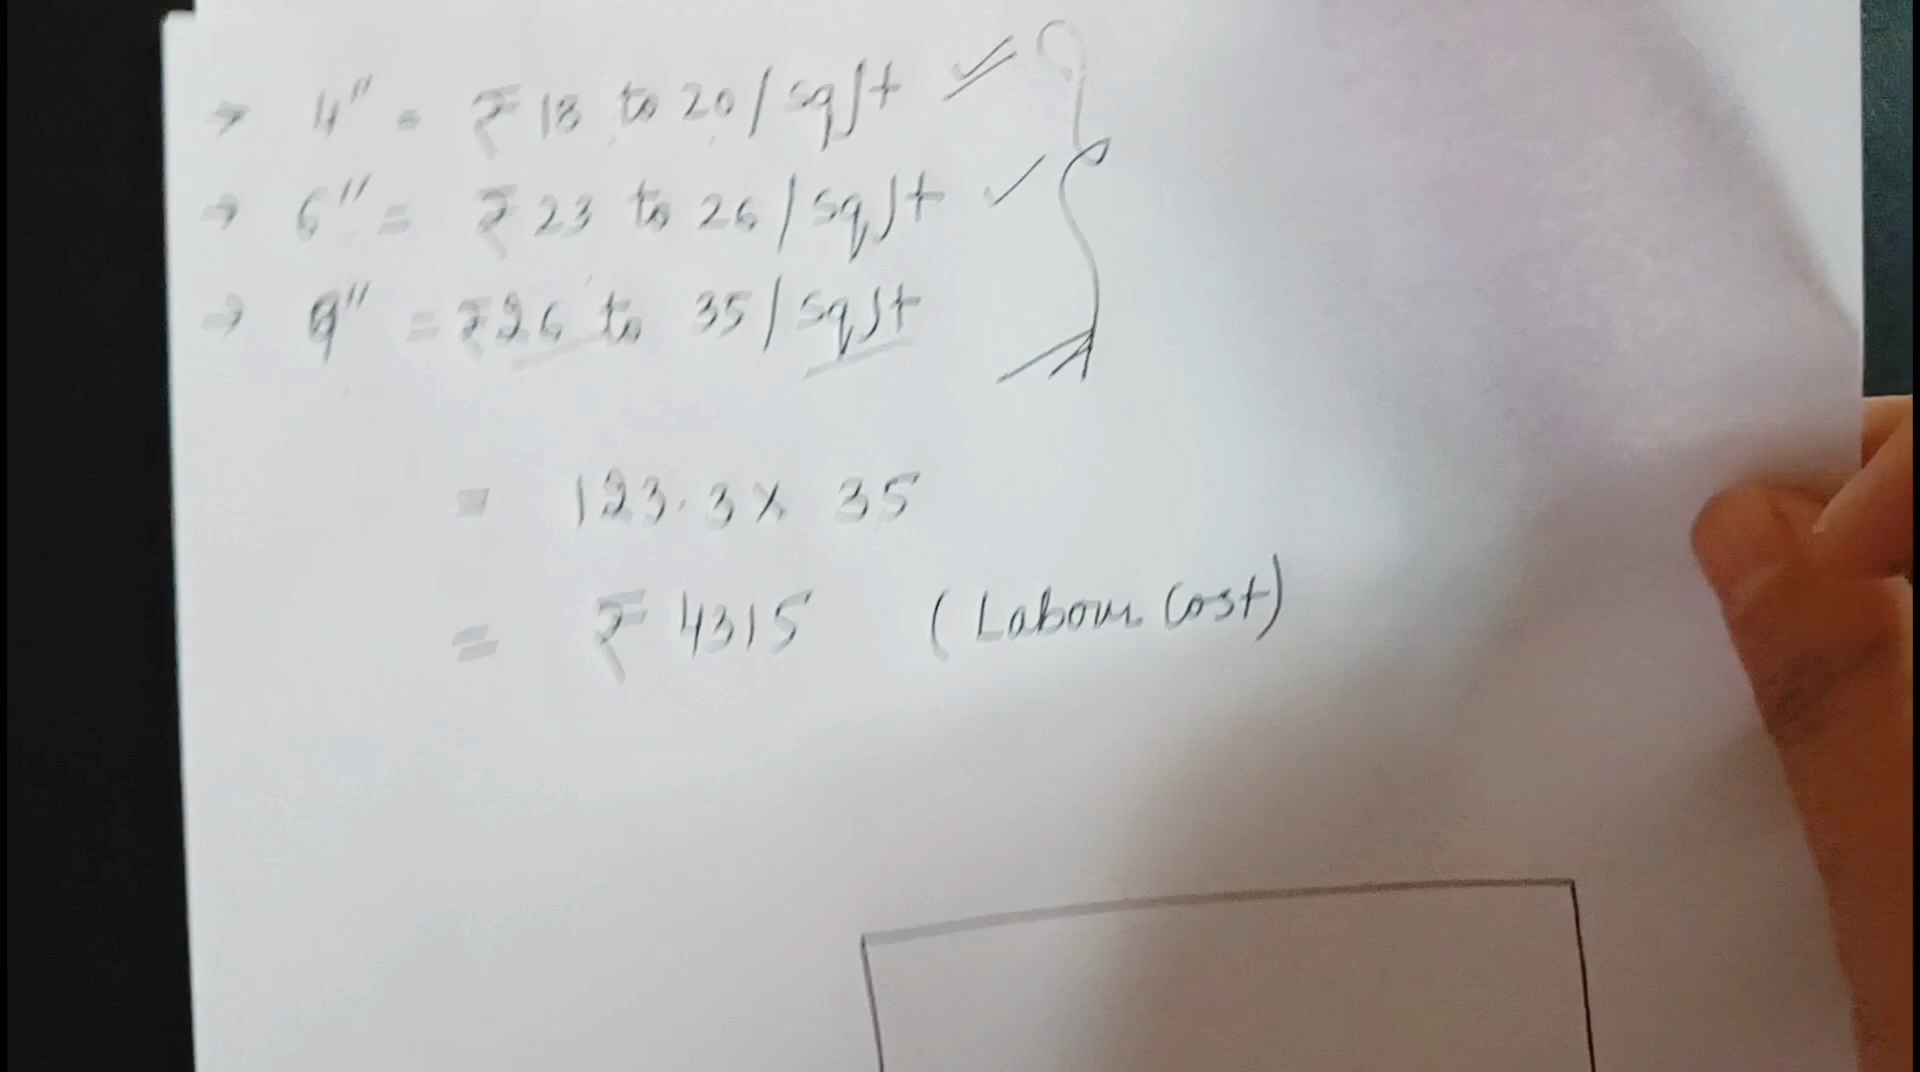 → 4" = ₹ 18 to 20/sqft
→ 6" = ₹ 23 to 26/sqft
→ 9" = ₹ 26 to 35/sqft
= 123.3 x 35
= ₹ 4315 (Labour Cost)